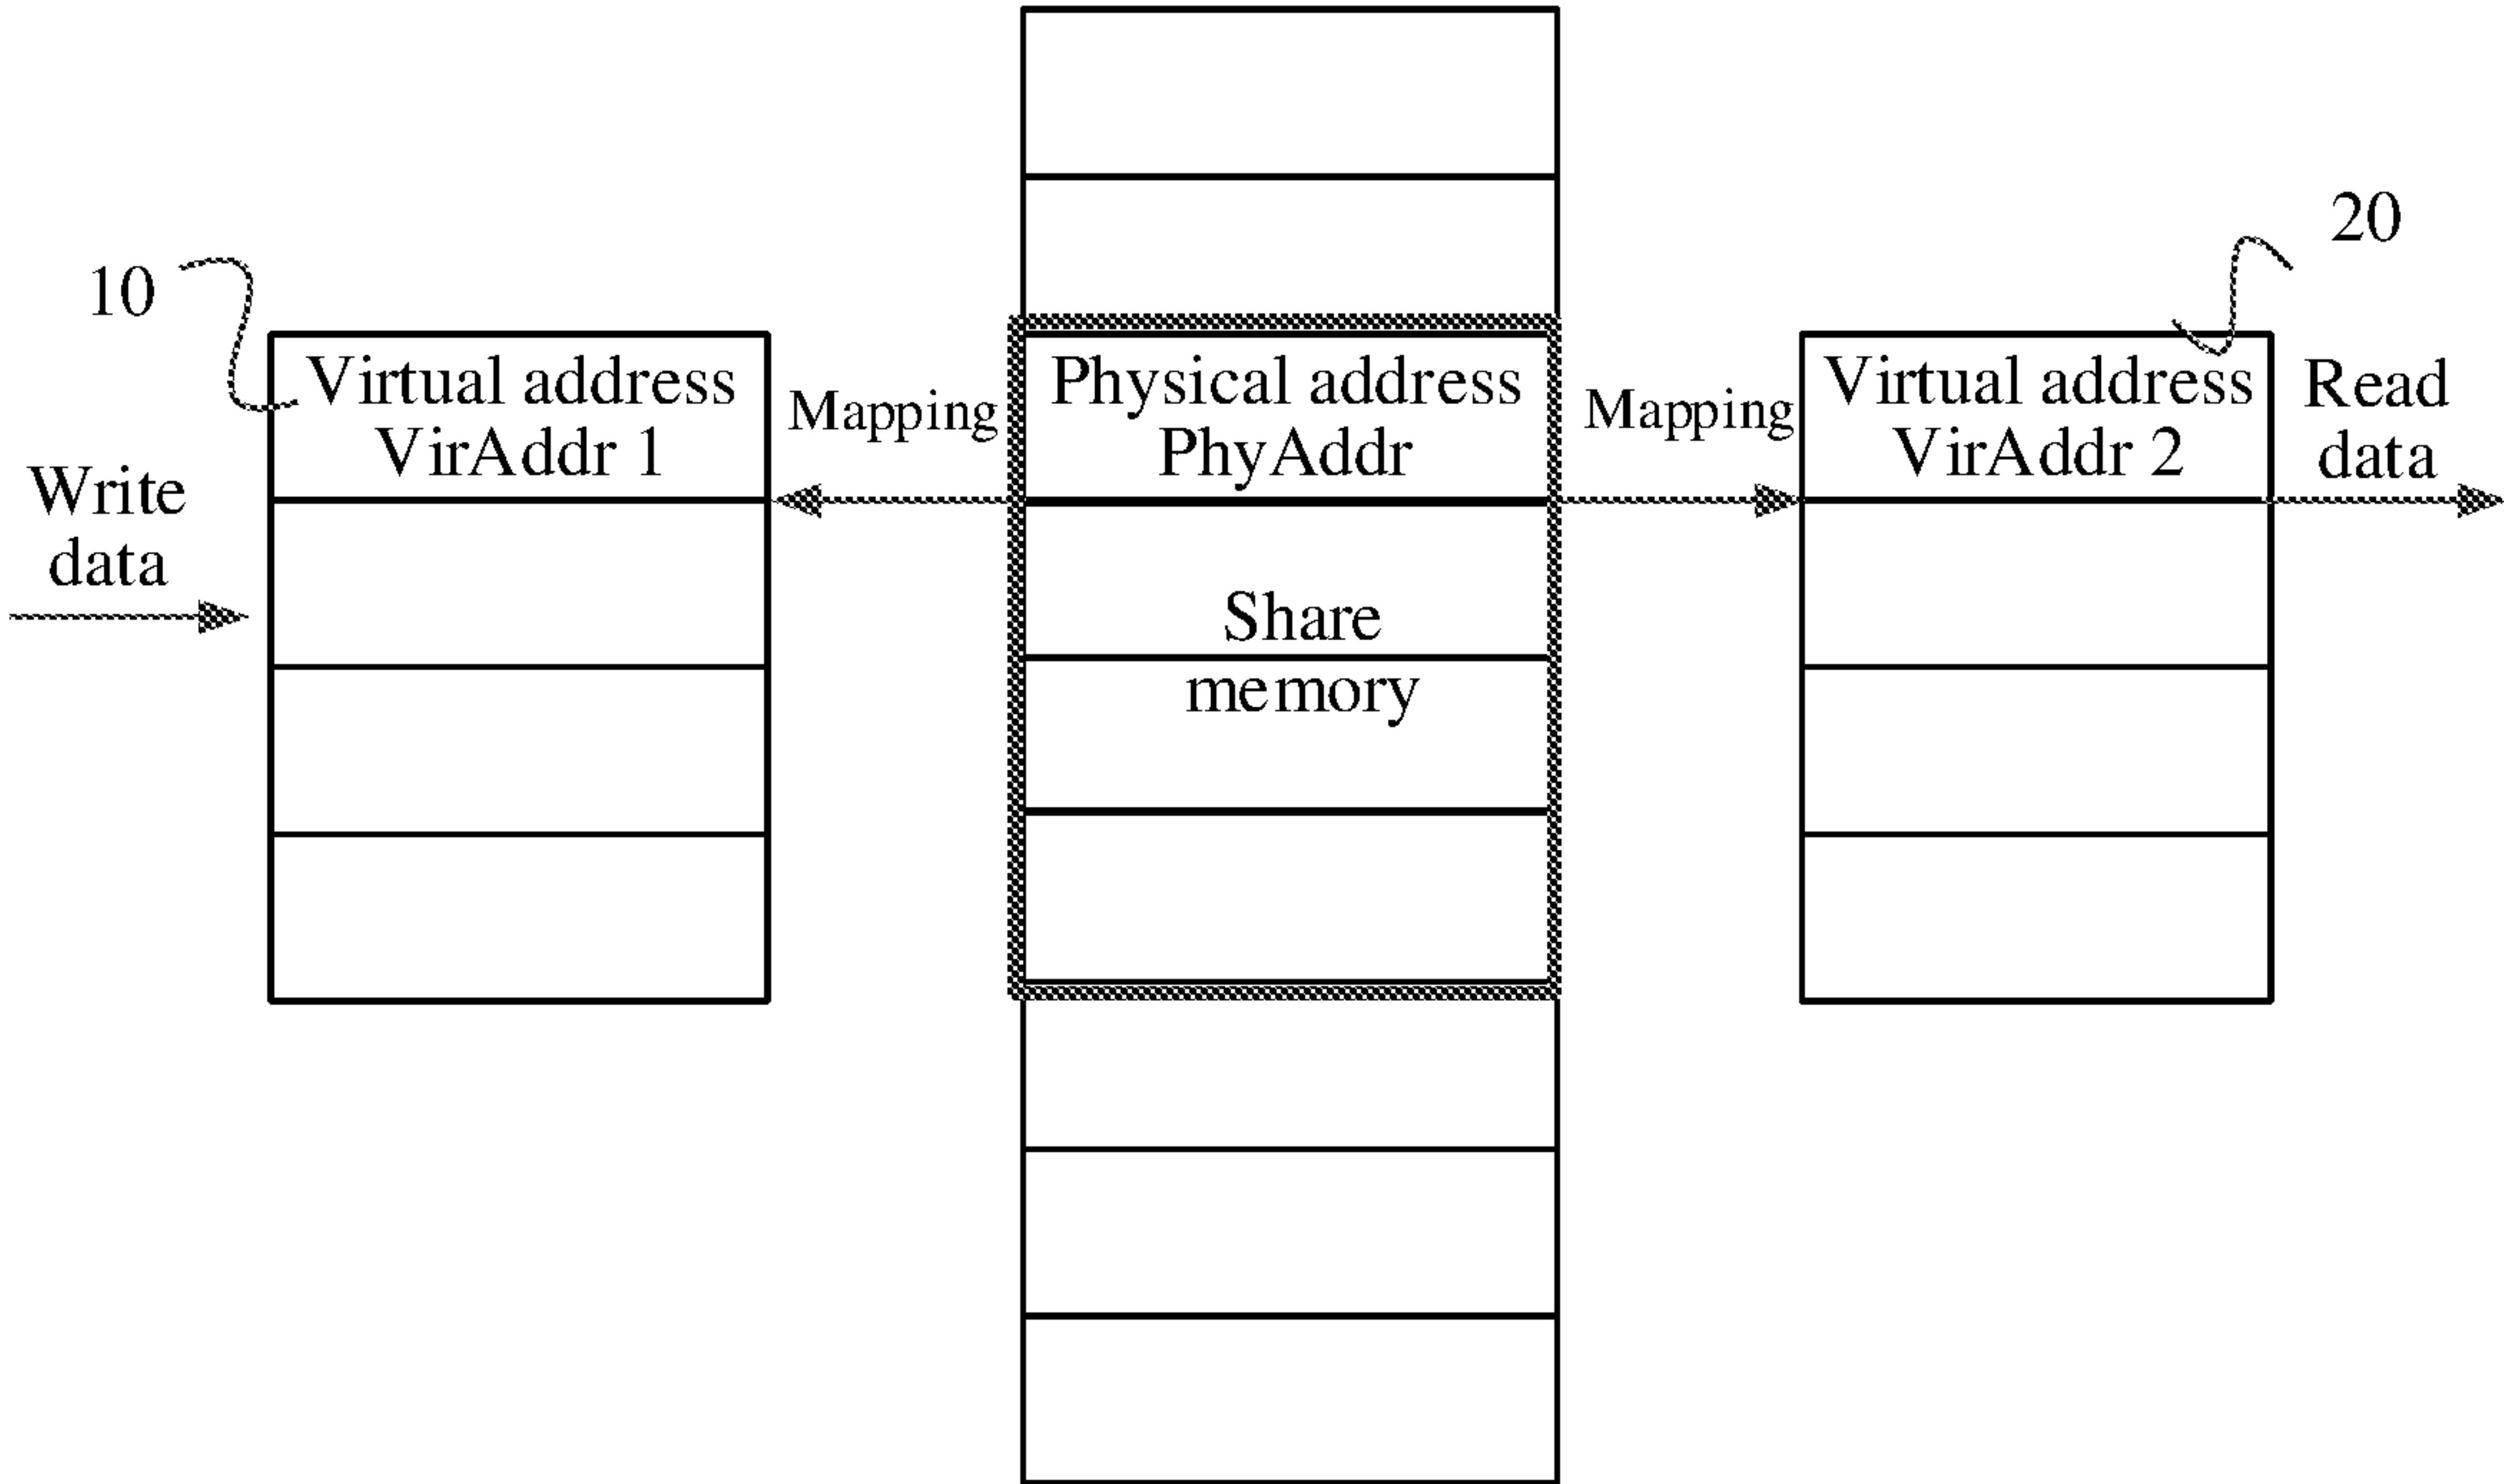 20
10
Virtual address
VirAddr 1
Mapping
Physical address
PhyAddr
Mapping
Virtual address
VirAddr 2
Read
data
Write
data
Share
memory